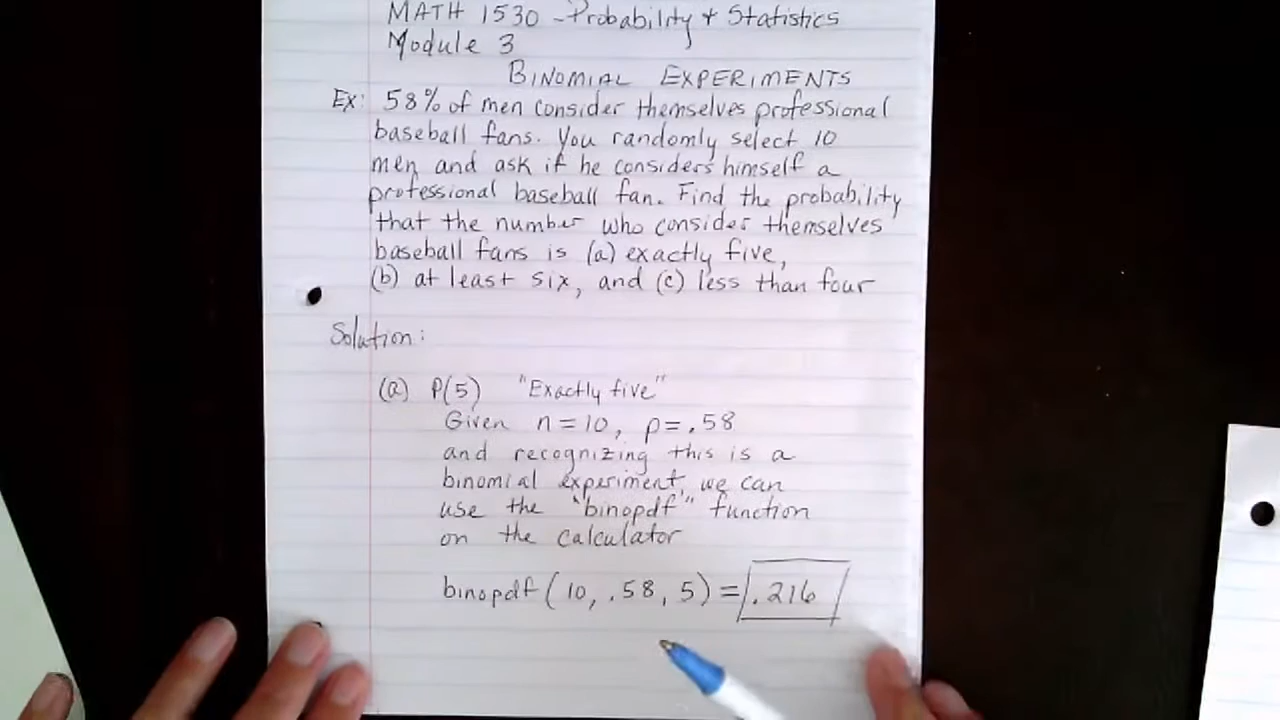 MATH 1530 - Probability & Statistics
Module 3
BINOMIAL EXPERIMENTS
Ex: 58% of men consider themselves professional
baseball fans. You randomly select 10
men and ask if he considers himself a
professional baseball fan. Find the probability
that the number who consider themselves
baseball fans is (a) exactly five,
(b) at least six, and (c) less than four
Solution:
(a) P(5) "Exactly five"
Given n=10, p=.58
and recognizing this is a
binomial experiment, we can
use the "binopdf" function
on the calculator
binopdf(10, .58, 5) = .216